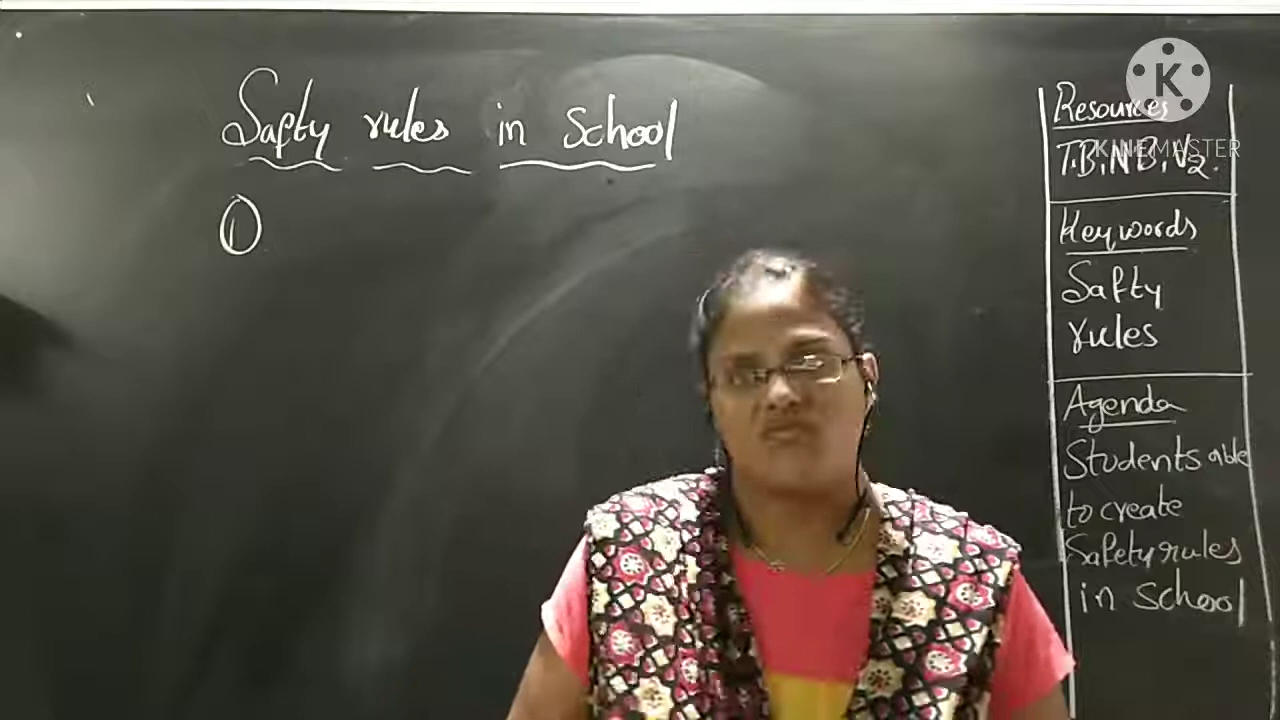 Safty rules in School
①
Resources
T.B, N.B, V2.
Keywords
Safty
rules
Agenda
Students able
to create
Safety rules
in School
K
KINEMASTER